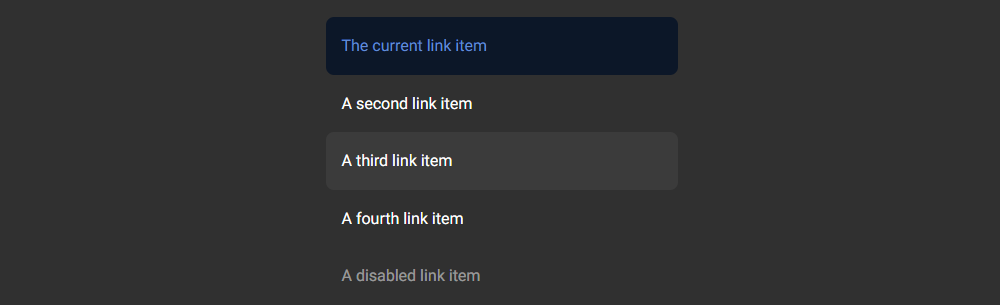 The current link item
A second link item
A third link item
A fourth link item
A disabled link item